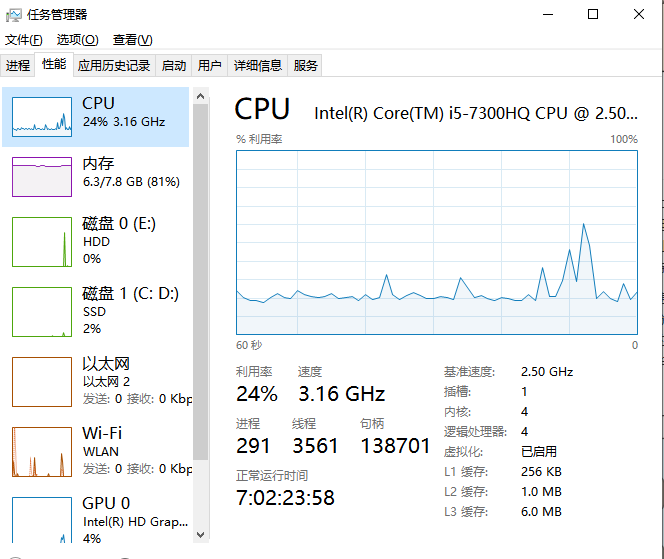 任务管理器
文件(F) 选项(O) 查看(V)
进程 性能 应用历史记录 启动 用户 详细信息 服务
CPU
24% 3.16 GHz
内存
6.3/7.8 GB (81%)
磁盘 0 (E:)
HDD
0%
磁盘 1 (C: D:)
SSD
2%
以太网
以太网 2
发送: 0 接收: 0 Kbp
Wi-Fi
WLAN
发送: 0 接收: 0 Kbp
GPU 0
Intel(R) HD Grap...
4%
CPU Intel(R) Core(TM) i5-7300HQ CPU @ 2.50...
% 利用率 100%
60 秒 0
利用率 速度
24% 3.16 GHz
进程 线程 句柄
291 3561 138701
正常运行时间
7:02:23:58
基准速度: 2.50 GHz
插槽: 1
内核: 4
逻辑处理器: 4
虚拟化: 已启用
L1 缓存: 256 KB
L2 缓存: 1.0 MB
L3 缓存: 6.0 MB